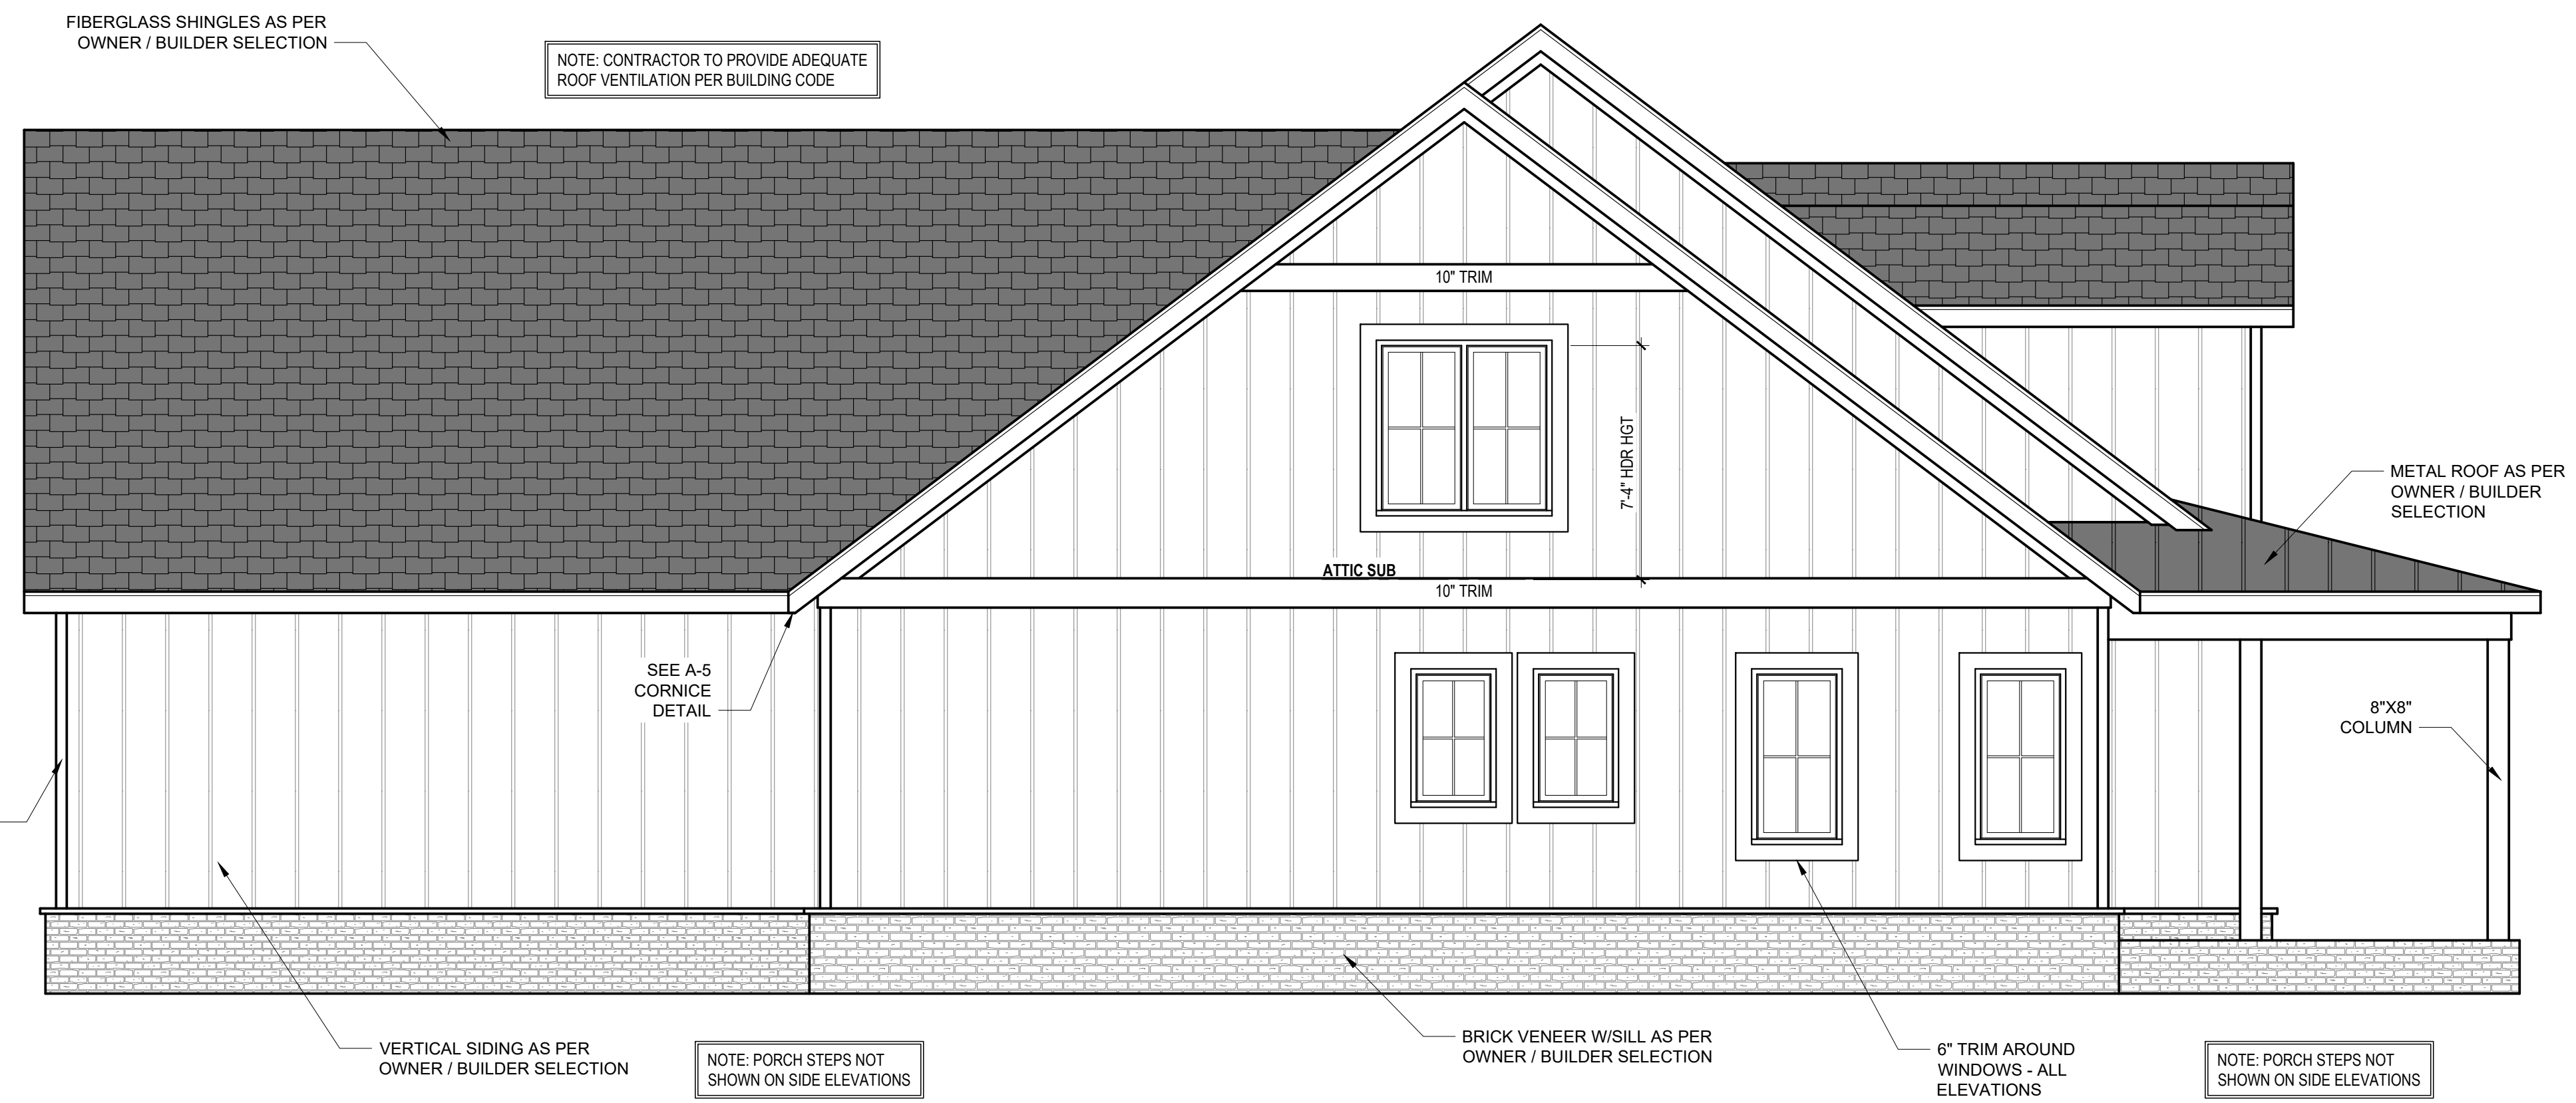 FIBERGLASS SHINGLES AS PER
OWNER / BUILDER SELECTION
NOTE: CONTRACTOR TO PROVIDE ADEQUATE
ROOF VENTILATION PER BUILDING CODE
10" TRIM
7'-4" HDR HGT
ATTIC SUB
10" TRIM
METAL ROOF AS PER
OWNER / BUILDER
SELECTION
SEE A-5
CORNICE
DETAIL
8"X8"
COLUMN
VERTICAL SIDING AS PER
OWNER / BUILDER SELECTION
NOTE: PORCH STEPS NOT
SHOWN ON SIDE ELEVATIONS
BRICK VENEER W/SILL AS PER
OWNER / BUILDER SELECTION
6" TRIM AROUND
WINDOWS - ALL
ELEVATIONS
NOTE: PORCH STEPS NOT
SHOWN ON SIDE ELEVATIONS